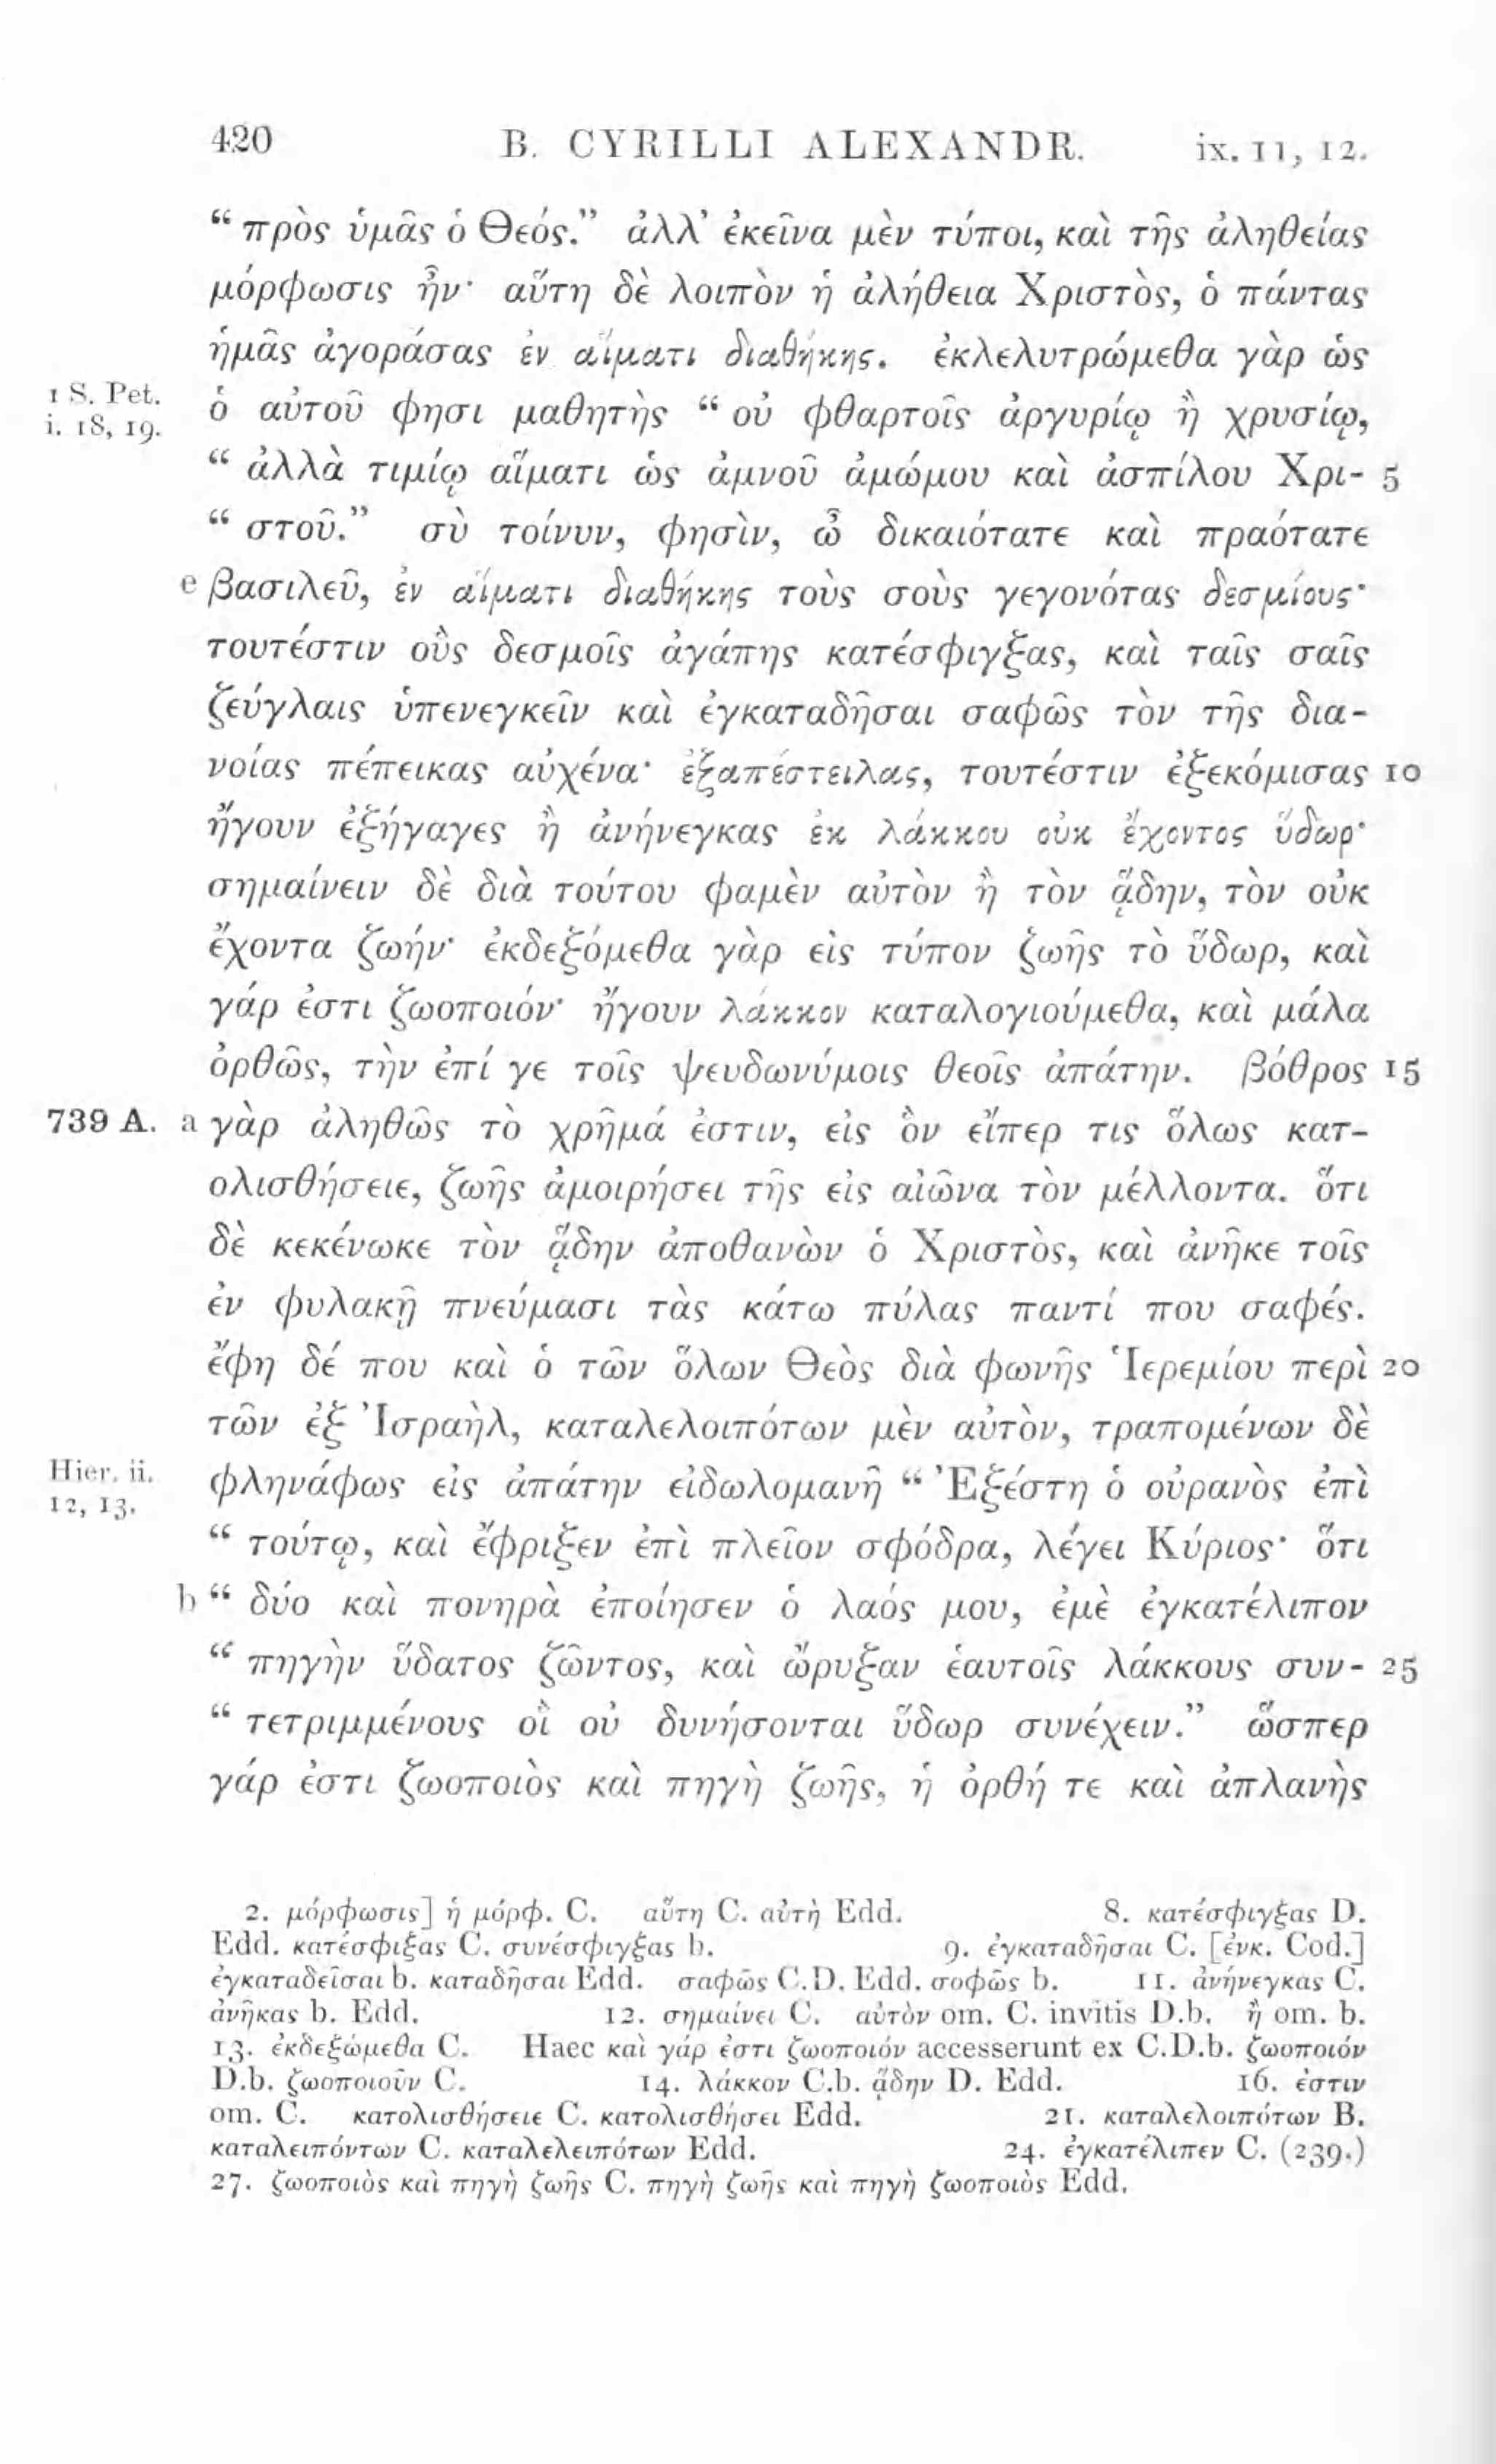 420 B. CYRILLI ALEXANDR. ix. 11, 12.
“ πρὸς ὑμᾶς ὁ Θεός.” ἀλλ’ ἐκεῖνα μὲν τύποι, καὶ τῆς ἀληθείας
μόρφωσις ἦν· αὕτη δὲ λοιπὸν ἡ ἀλήθεια Χριστὸς, ὁ πάντας
ἡμᾶς ἀγοράσας ἐν αἵματι διαθήκης. ἐκλελυτρώμεθα γὰρ ὡς
1 S. Pet. i. 18, 19. ὁ αὐτοῦ φησι μαθητὴς “ οὐ φθαρτοῖς ἀργυρίῳ ἢ χρυσίῳ,
“ ἀλλὰ τιμίῳ αἵματι ὡς ἀμνοῦ ἀμώμου καὶ ἀσπίλου Χρι- 5
“ στοῦ.” σὺ τοίνυν, φησὶν, ὦ δικαιότατε καὶ πραότατε
e βασιλεῦ, ἐν αἵματι διαθήκης τοὺς σοὺς γεγονότας δεσμίους·
τουτέστιν οὓς δεσμοῖς ἀγάπης κατέσφιγξας, καὶ ταῖς σαῖς
ζεύγλαις ὑπενεγκεῖν καὶ ἐγκαταδῆσαι σαφῶς τὸν τῆς δια-
νοίας πέπεικας αὐχένα· ἐξαπέστειλας, τουτέστιν ἐξεκόμισας 10
ἤγουν ἐξήγαγες ἢ ἀνήνεγκας ἐκ λάκκου οὐκ ἔχοντος ὕδωρ·
σημαίνειν δὲ διὰ τούτου φαμὲν αὐτὸν ἢ τὸν ᾅδην, τὸν οὐκ
ἔχοντα ζωήν· ἐκδεξόμεθα γὰρ εἰς τύπον ζωῆς τὸ ὕδωρ, καὶ
γάρ ἐστι ζωοποιόν· ἤγουν λάκκον καταλογιούμεθα, καὶ μάλα
ὀρθῶς, τὴν ἐπί γε τοῖς ψευδωνύμοις θεοῖς ἀπάτην. βόθρος 15
739 A. a γὰρ ἀληθῶς τὸ χρῆμά ἐστιν, εἰς ὃν εἴπερ τις ὅλως κατ-
ολισθήσειε, ζωῆς ἀμοιρήσει τῆς εἰς αἰῶνα τὸν μέλλοντα. ὅτι
δὲ κεκένωκε τὸν ᾅδην ἀποθανὼν ὁ Χριστὸς, καὶ ἀνῆκε τοῖς
ἐν φυλακῇ πνεύμασι τὰς κάτω πύλας παντί που σαφές.
ἔφη δέ που καὶ ὁ τῶν ὅλων Θεὸς διὰ φωνῆς Ἱερεμίου περὶ 20
τῶν ἐξ Ἰσραὴλ, καταλελοιπότων μὲν αὐτὸν, τραπομένων δὲ
Hier. ii. 12, 13. φληνάφως εἰς ἀπάτην εἰδωλομανῆ “ Ἐξέστη ὁ οὐρανὸς ἐπὶ
“ τούτῳ, καὶ ἔφριξεν ἐπὶ πλεῖον σφόδρα, λέγει Κύριος· ὅτι
b “ δύο καὶ πονηρὰ ἐποίησεν ὁ λαός μου, ἐμὲ ἐγκατέλιπον
“ πηγὴν ὕδατος ζῶντος, καὶ ὤρυξαν ἑαυτοῖς λάκκους συν- 25
“ τετριμμένους οἳ οὐ δυνήσονται ὕδωρ συνέχειν.” ὥσπερ
γάρ ἐστι ζωοποιὸς καὶ πηγὴ ζωῆς, ἡ ὀρθή τε καὶ ἀπλανὴς
2. μόρφωσις] ἡ μόρφ. C. αὕτη C. αὐτὴ Edd. 8. κατέσφιγξας D.
Edd. κατέσφιξας C. συνέσφιγξας b. 9. ἐγκαταδῆσαι C. [ἐνκ. Cod.]
ἐγκαταδεῖσαι b. καταδῆσαι Edd. σαφῶς C.D. Edd. σοφῶς b. 11. ἀνήνεγκας C.
ἀνῆκας b. Edd. 12. σημαίνει C. αὐτὸν om. C. invitis D.b. ἢ om. b.
13. ἐκδεξώμεθα C. Haec καὶ γάρ ἐστι ζωοποιόν accesserunt ex C.D.b. ζωοποιόν
D.b. ζωοποιοῦν C. 14. λάκκον C.b. ᾅδην D. Edd. 16. ἐστιν
om. C. κατολισθήσειε C. κατολισθήσει Edd. 21. καταλελοιπότων B.
καταλειπόντων C. καταλελειπότων Edd. 24. ἐγκατέλιπεν C. (239.)
27. ζωοποιὸς καὶ πηγὴ ζωῆς C. πηγὴ ζωῆς καὶ πηγὴ ζωοποιὸς Edd.